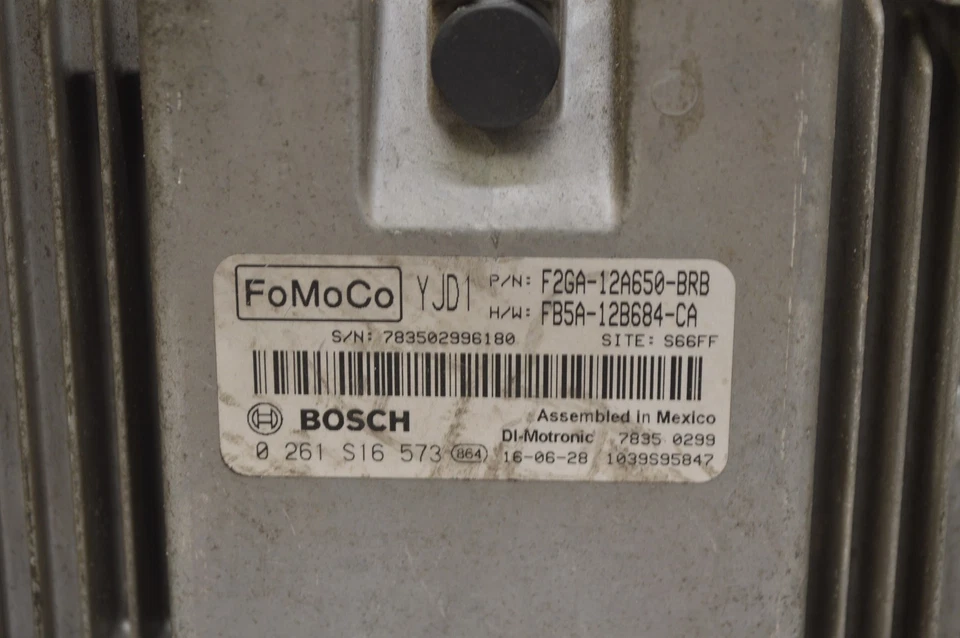 FoMoCo YJD1 P/N: F2GA-12A650-BRB
H/W: FB5A-12B684-CA
S/N: 783502996180 SITE: S66FF
BOSCH Assembled in Mexico
DI-Motronic 7835 0299
0 261 S16 573 864 16-06-28 1039S95847